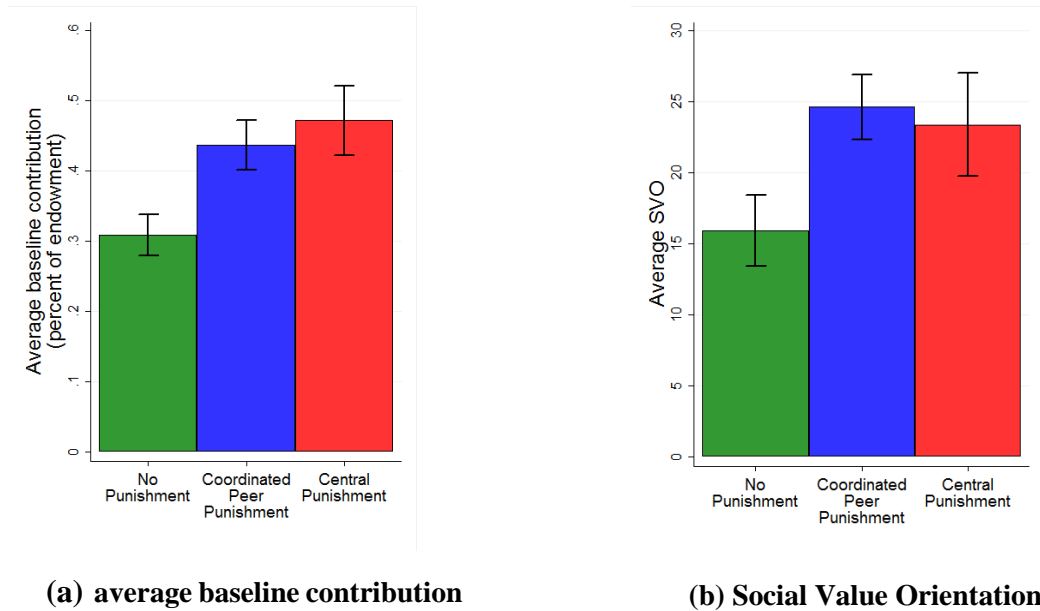 Average baseline contribution
(percent of endowment)
.6
.5
.4
.3
.2
.1
0
No
Punishment
Coordinated
Peer
Punishment
Central
Punishment
(a) average baseline contribution
Average SVO
30
25
20
15
10
5
0
No
Punishment
Coordinated
Peer
Punishment
Central
Punishment
(b) Social Value Orientation